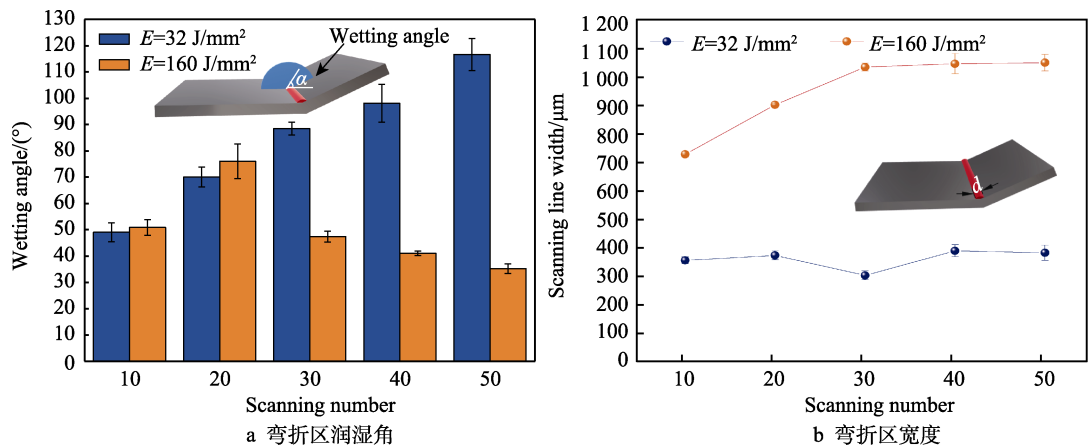 Wetting angle/(°)
130
120
110
100
90
80
70
60
50
40
30
20
10
0
E=32 J/mm²
E=160 J/mm²
Wetting angle
α
10 20 30 40 50
Scanning number
a 弯折区润湿角
Scanning line width/μm
1 200
1 100
1 000
900
800
700
600
500
400
300
200
100
0
E=32 J/mm² E=160 J/mm²
d
10 20 30 40 50
Scanning number
b 弯折区宽度